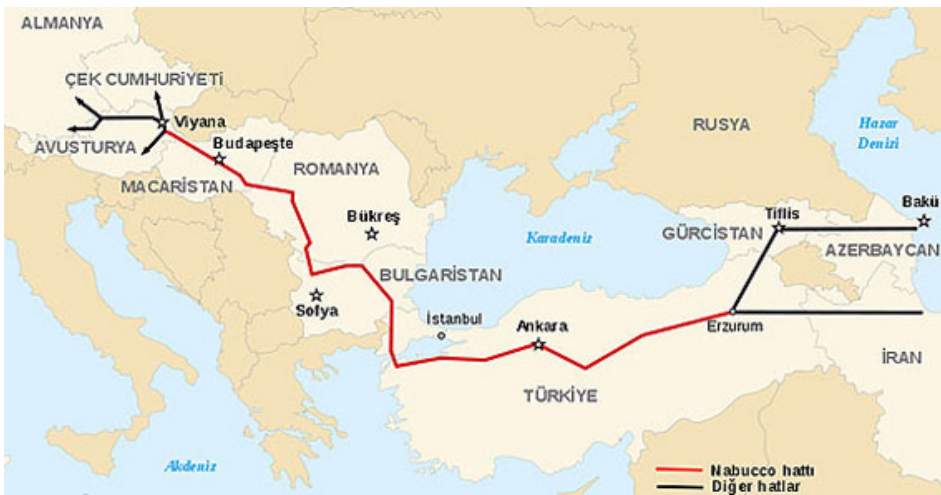 ALMANYA
ÇEK CUMHURİYETİ
Viyana
AVUSTURYA
Budapeşte
MACARİSTAN
ROMANYA
Bükreş
RUSYA
Hazar
Denizi
Bakü
Tiflis
GÜRCİSTAN
AZERBAYCAN
Karadeniz
BULGARİSTAN
Sofya
İstanbul
Ankara
Erzurum
İRAN
TÜRKİYE
Akdeniz
Nabucco hattı
Diğer hatlar